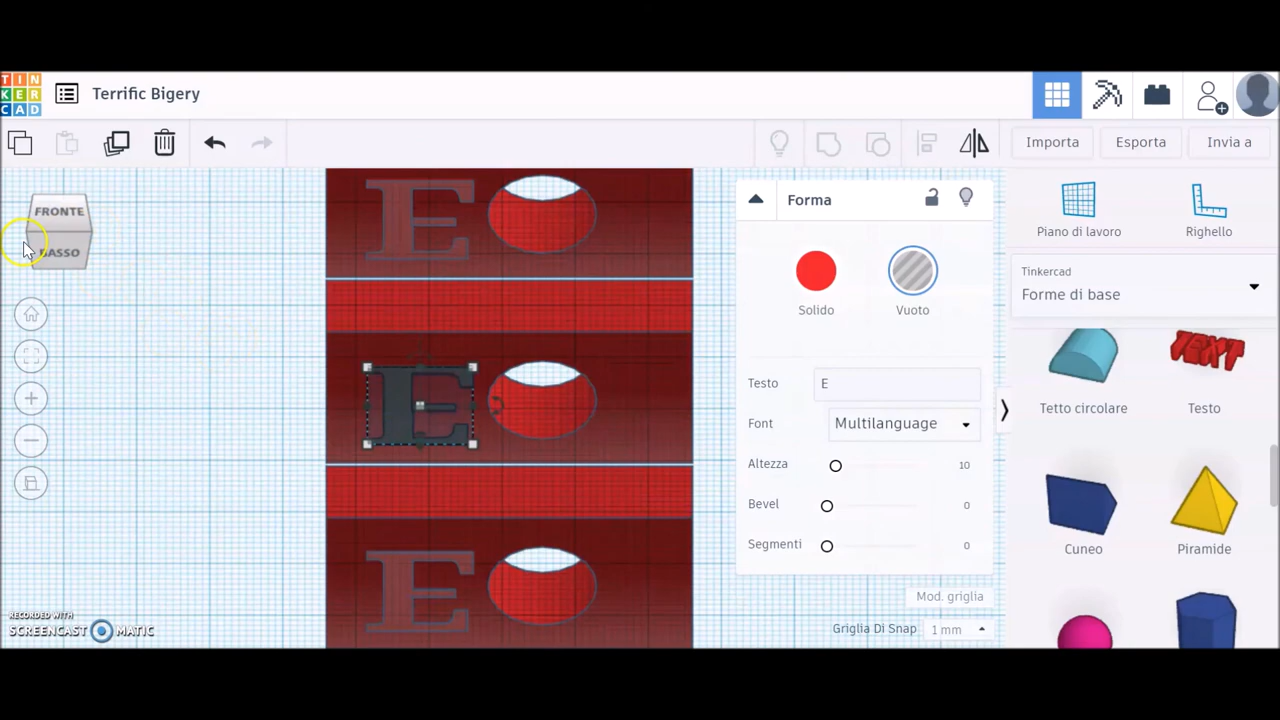 TIN
KER
CAD
Terrific Bigery
Importa
Esporta
Invia a
FRONTE
BASSO
E
E
E
Forma
Solido
Vuoto
Testo
E
Font
Multilanguage
Altezza
10
Bevel
0
Segmenti
0
Mod. griglia
Griglia Di Snap
1 mm
Piano di lavoro
Righello
Tinkercad
Forme di base
TEXT
Tetto circolare
Testo
Cuneo
Piramide
RECORDED WITH
SCREENCAST MATIC